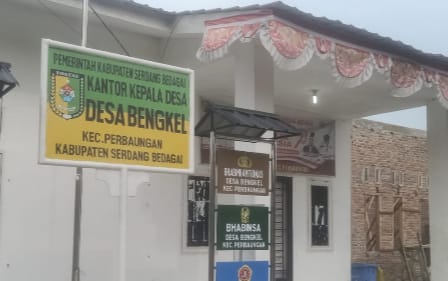 PEMERINTAH KABUPATEN SERDANG BEDAGAI
KANTOR KEPALA DESA
DESA BENGKEL
KEC.PERBAUNGAN
KABUPATEN SERDANG BEDAGAI
BHABINKAMTIBMAS
DESA BENGKEL
KEC PERBAUNGAN
BHABINSA
DESA BENGKEL
KEC PERBAUNGAN